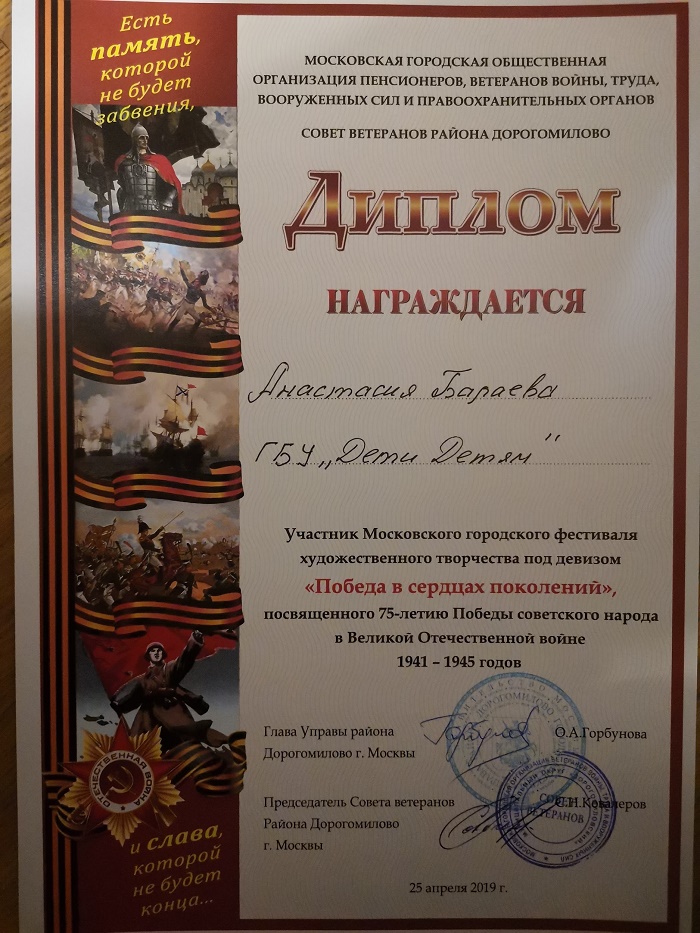 Есть
память,
которой
не будет
забвения,
МОСКОВСКАЯ ГОРОДСКАЯ ОБЩЕСТВЕННАЯ
ОРГАНИЗАЦИЯ ПЕНСИОНЕРОВ, ВЕТЕРАНОВ ВОЙНЫ, ТРУДА,
ВООРУЖЕННЫХ СИЛ И ПРАВООХРАНИТЕЛЬНЫХ ОРГАНОВ
СОВЕТ ВЕТЕРАНОВ РАЙОНА ДОРОГОМИЛОВО
ДИПЛОМ
НАГРАЖДАЕТСЯ
Анастасия Бараева
ГБУ „Дети Детям"
Участник Московского городского фестиваля
художественного творчества под девизом
«Победа в сердцах поколений»,
посвященного 75-летию Победы советского народа
в Великой Отечественной войне
1941 – 1945 годов
Глава Управы района
Дорогомилово г. Москвы
О.А.Горбунова
Председатель Совета ветеранов
Района Дорогомилово
г. Москвы
С.Н.Ковалеров
СОВЕТ
ВЕТЕРАНОВ
25 апреля 2019 г.
ОТЕЧЕСТВЕННАЯ ВОЙНА
и слава,
которой
не будет
конца...